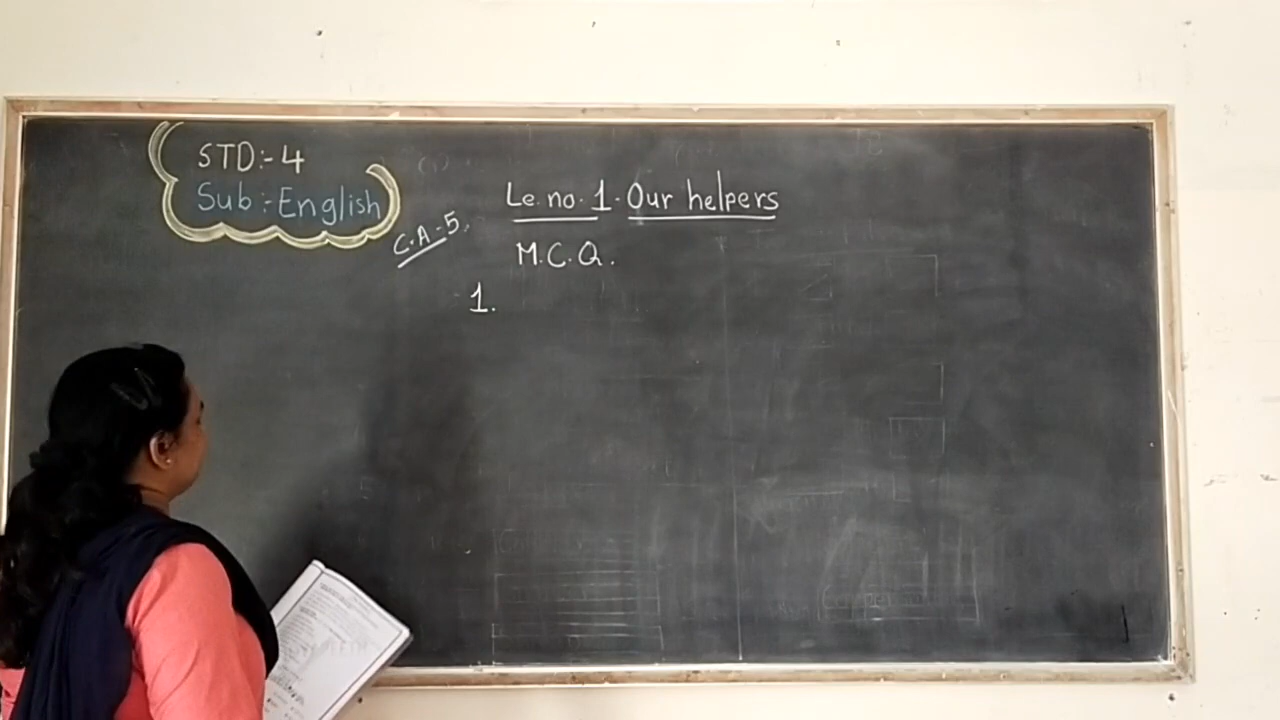 STD:- 4
Sub:- English
Le. no. 1. Our helpers
C.A-5.
M.C.Q.
1.